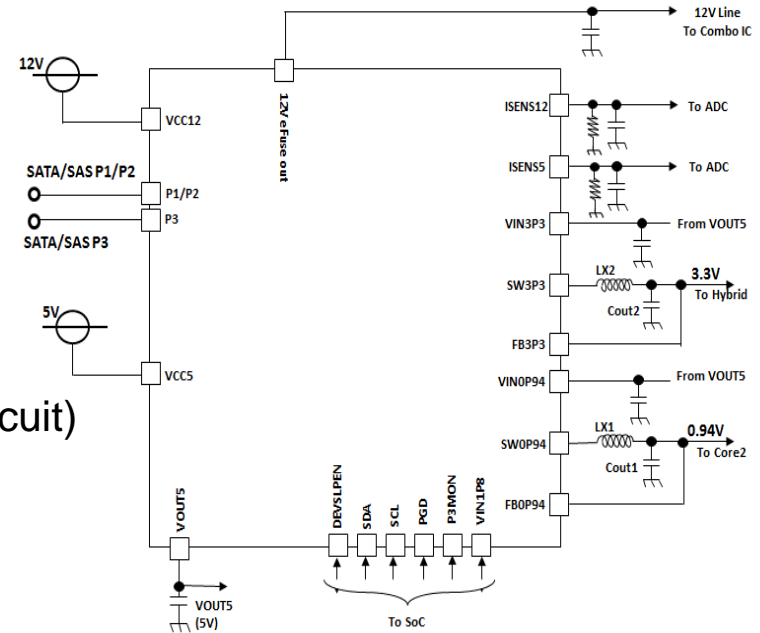 12V Line
To Combo IC
12V
12V eFuse out
ISENS12
To ADC
VCC12
ISENS5
To ADC
SATA/SAS P1/P2
P1/P2
P3
SATA/SAS P3
VIN3P3
From VOUT5
LX2
3.3V
SW3P3
To Hybrid
Cout2
5V
FB3P3
VCC5
VIN0P94
From VOUT5
cuit)
LX1
0.94V
SW0P94
To Core2
Cout1
FB0P94
VOUT5
DEVSLPEN
SDA
SCL
PGD
P3MON
VIN1P8
VOUT5
(5V)
To SoC